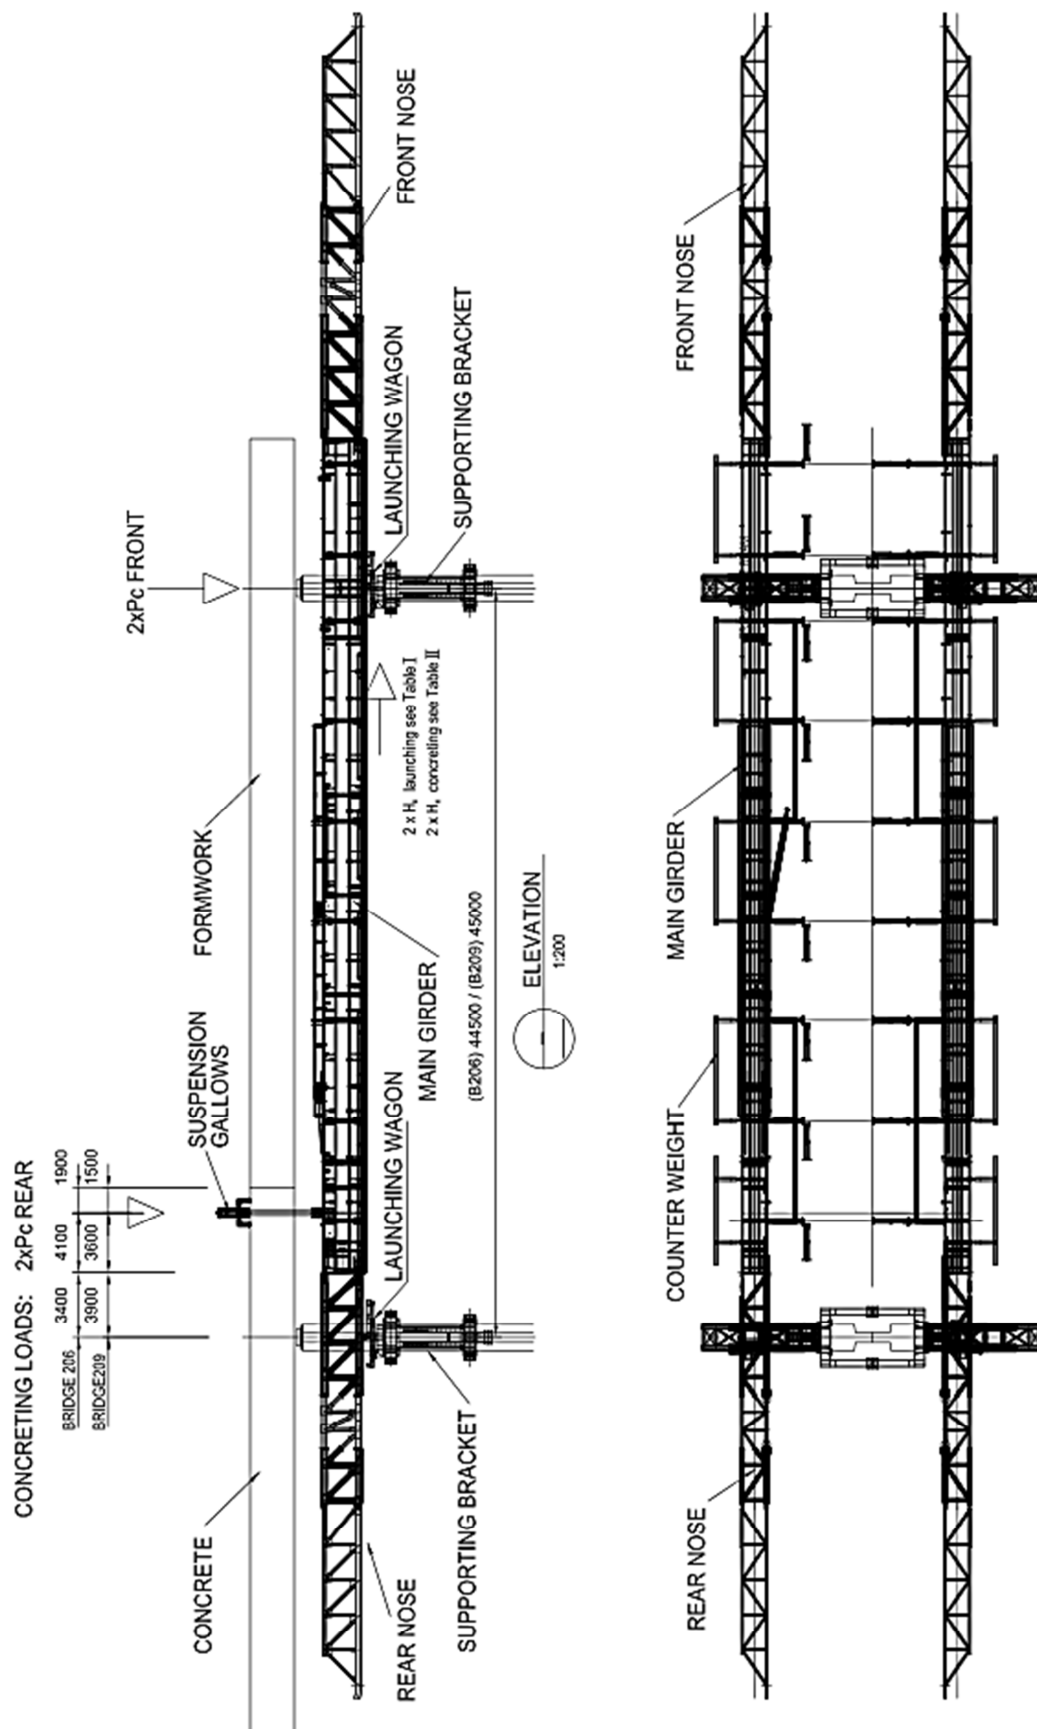 CONCRETING LOADS: 2xPc REAR
BRIDGE 206 3400 4100 1900
BRIDGE209 3900 3600 1500
2xPc FRONT
SUSPENSION
GALLOWS
CONCRETE
FORMWORK
FRONT NOSE
REAR NOSE
LAUNCHING WAGON
MAIN GIRDER
LAUNCHING WAGON
SUPPORTING BRACKET
SUPPORTING BRACKET
2 x H, launching see Table I
2 x H, concreting see Table II
(B206) 44500 / (B209) 45000
ELEVATION
1:200
REAR NOSE
COUNTER WEIGHT
MAIN GIRDER
FRONT NOSE